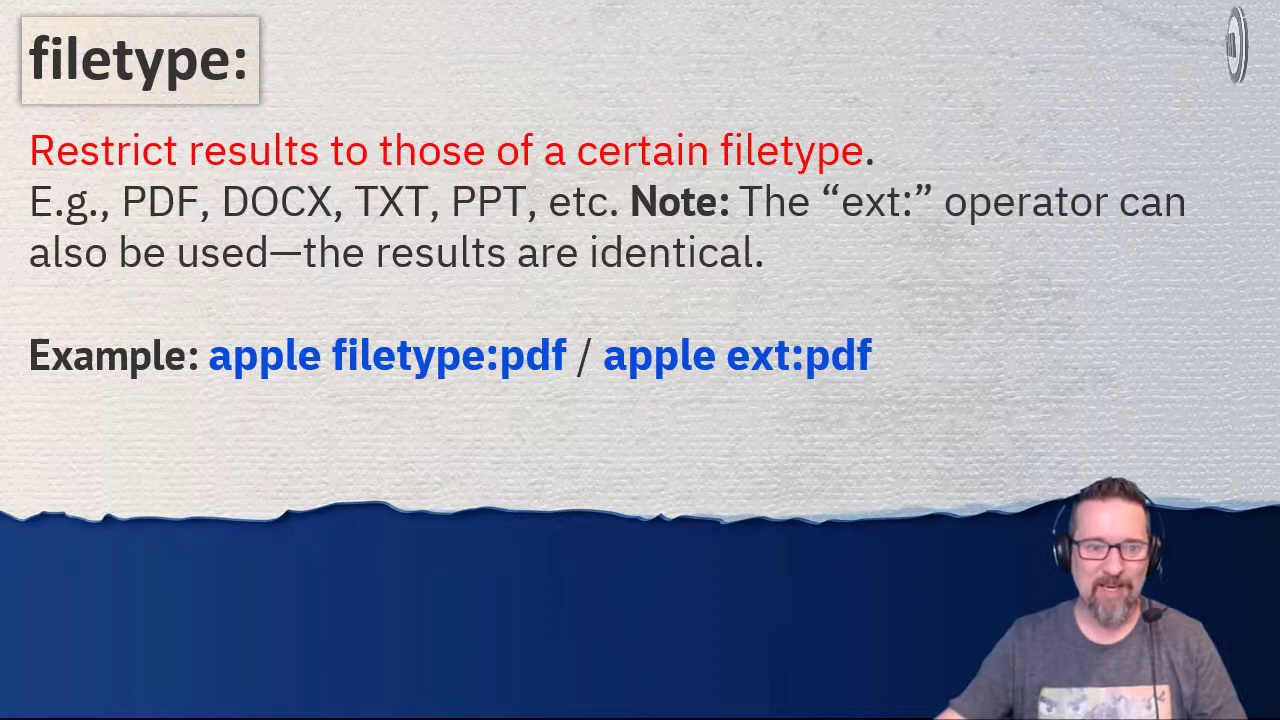 filetype:
Restrict results to those of a certain filetype.
E.g., PDF, DOCX, TXT, PPT, etc. Note: The “ext:” operator can
also be used—the results are identical.
Example: apple filetype:pdf / apple ext:pdf